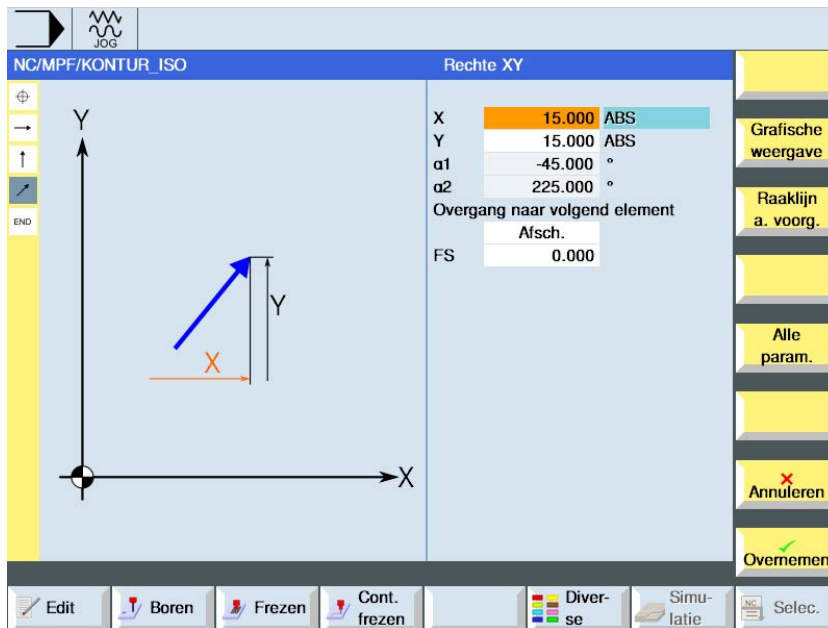 JOG
NC/MPF/KONTUR_ISO
Rechte XY
END
Y
X
Y
X
X 15.000 ABS
Y 15.000 ABS
α1 -45.000 °
α2 225.000 °
Overgang naar volgend element
Afsch.
FS 0.000
Grafische
weergave
Raaklijn
a. voorg.
Alle
param.
Annuleren
Overnemen
Edit
Boren
Frezen
Cont.
frezen
Diver-
se
Simu-
latie
NC
Selec.